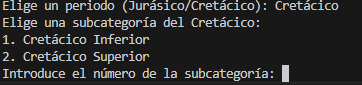 Elige un periodo (Jurásico/Cretácico): Cretácico
Elige una subcategoría del Cretácico:
1. Cretácico Inferior
2. Cretácico Superior
Introduce el número de la subcategoría: